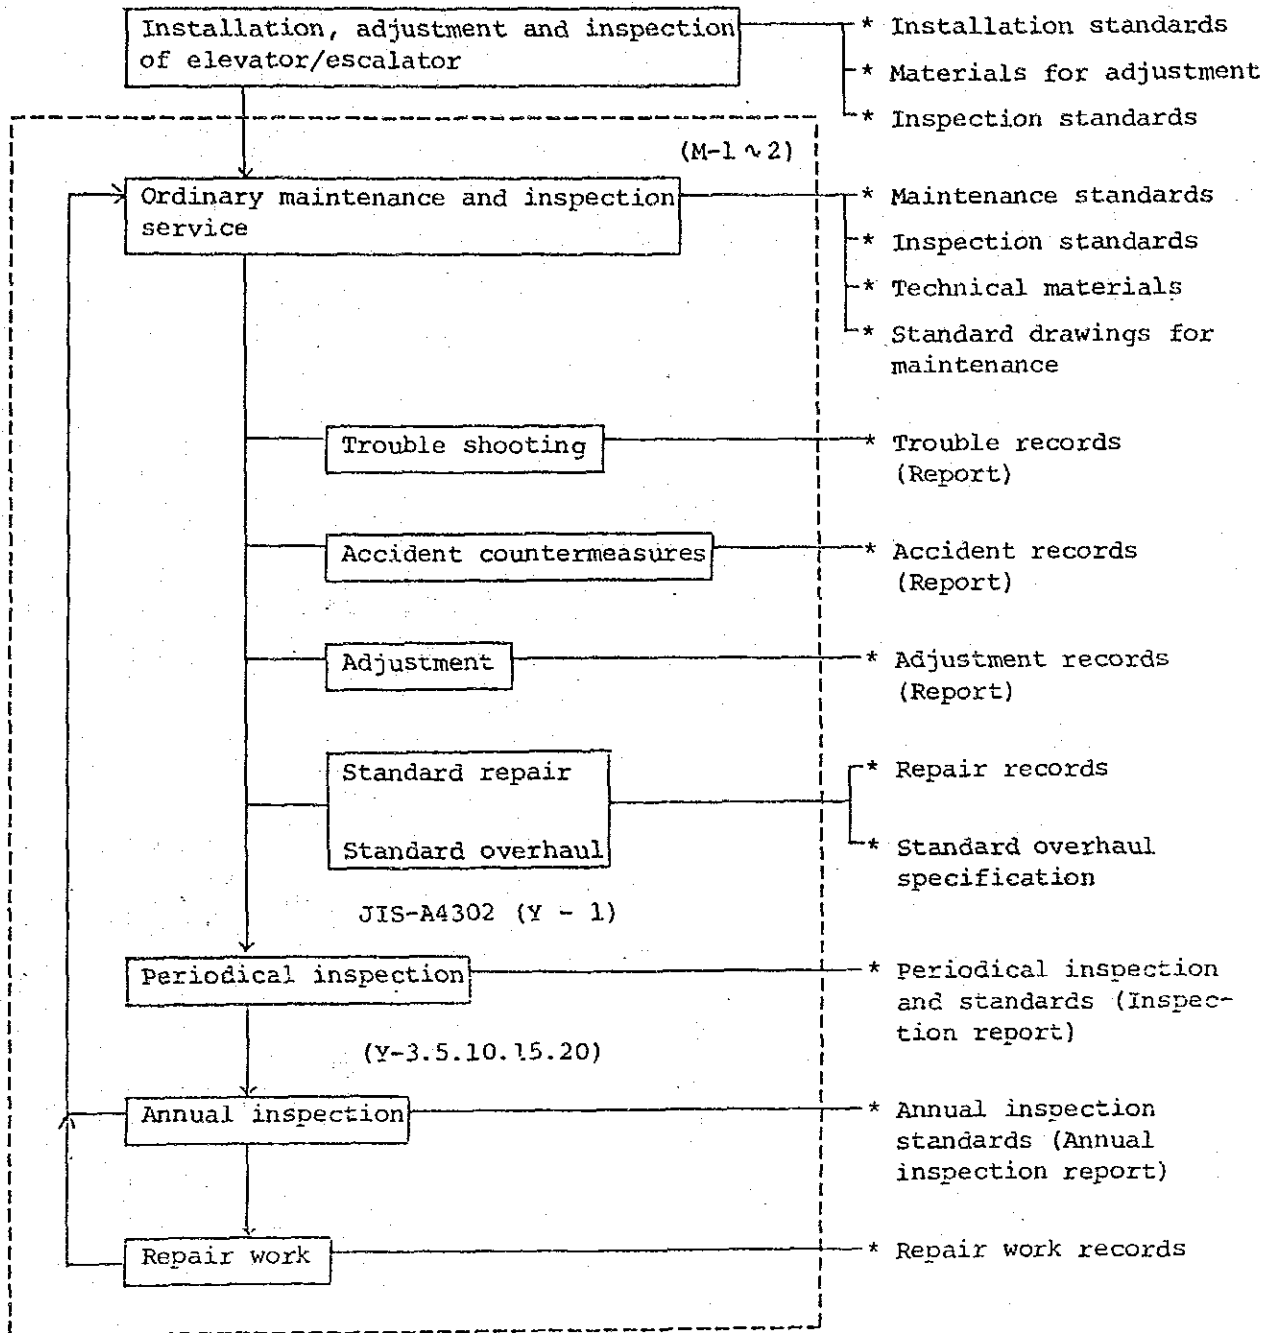 Installation, adjustment and inspection
of elevator/escalator
* Installation standards
* Materials for adjustment
* Inspection standards
(M-1 ~ 2)
Ordinary maintenance and inspection
service
* Maintenance standards
* Inspection standards
* Technical materials
* Standard drawings for
maintenance
Trouble shooting
* Trouble records
(Report)
Accident countermeasures
* Accident records
(Report)
Adjustment
* Adjustment records
(Report)
Standard repair
Standard overhaul
* Repair records
* Standard overhaul
specification
JIS-A4302 (Y - 1)
Periodical inspection
* Periodical inspection
and standards (Inspec-
tion report)
(Y-3.5.10.15.20)
Annual inspection
* Annual inspection
standards (Annual
inspection report)
Repair work
* Repair work records